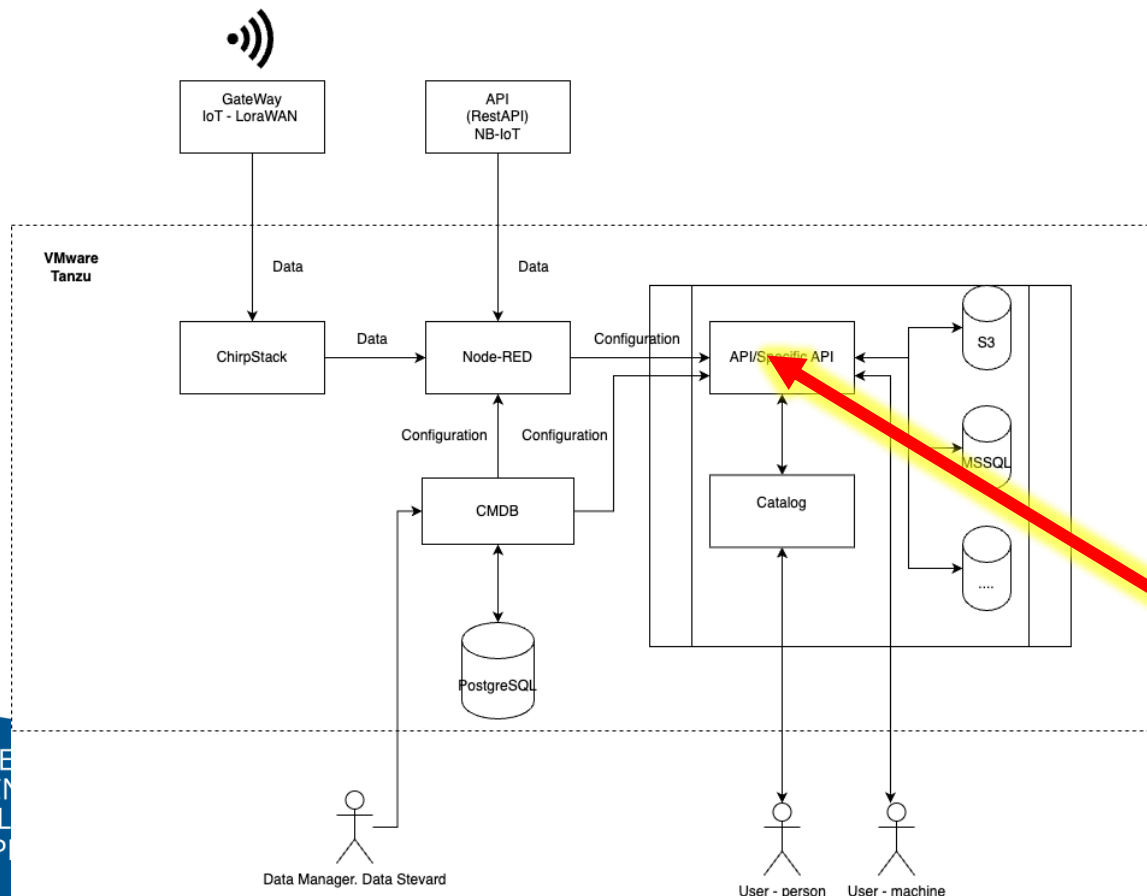 GateWay
IoT - LoraWAN
API
(RestAPI)
NB-IoT
VMware
Tanzu
Data
Data
ChirpStack
Data
Node-RED
Configuration
API/Specific API
S3
Configuration
Configuration
MSSQL
CMDB
Catalog
....
PostgreSQL
Data Manager. Data Stevard
User - person
User - machine